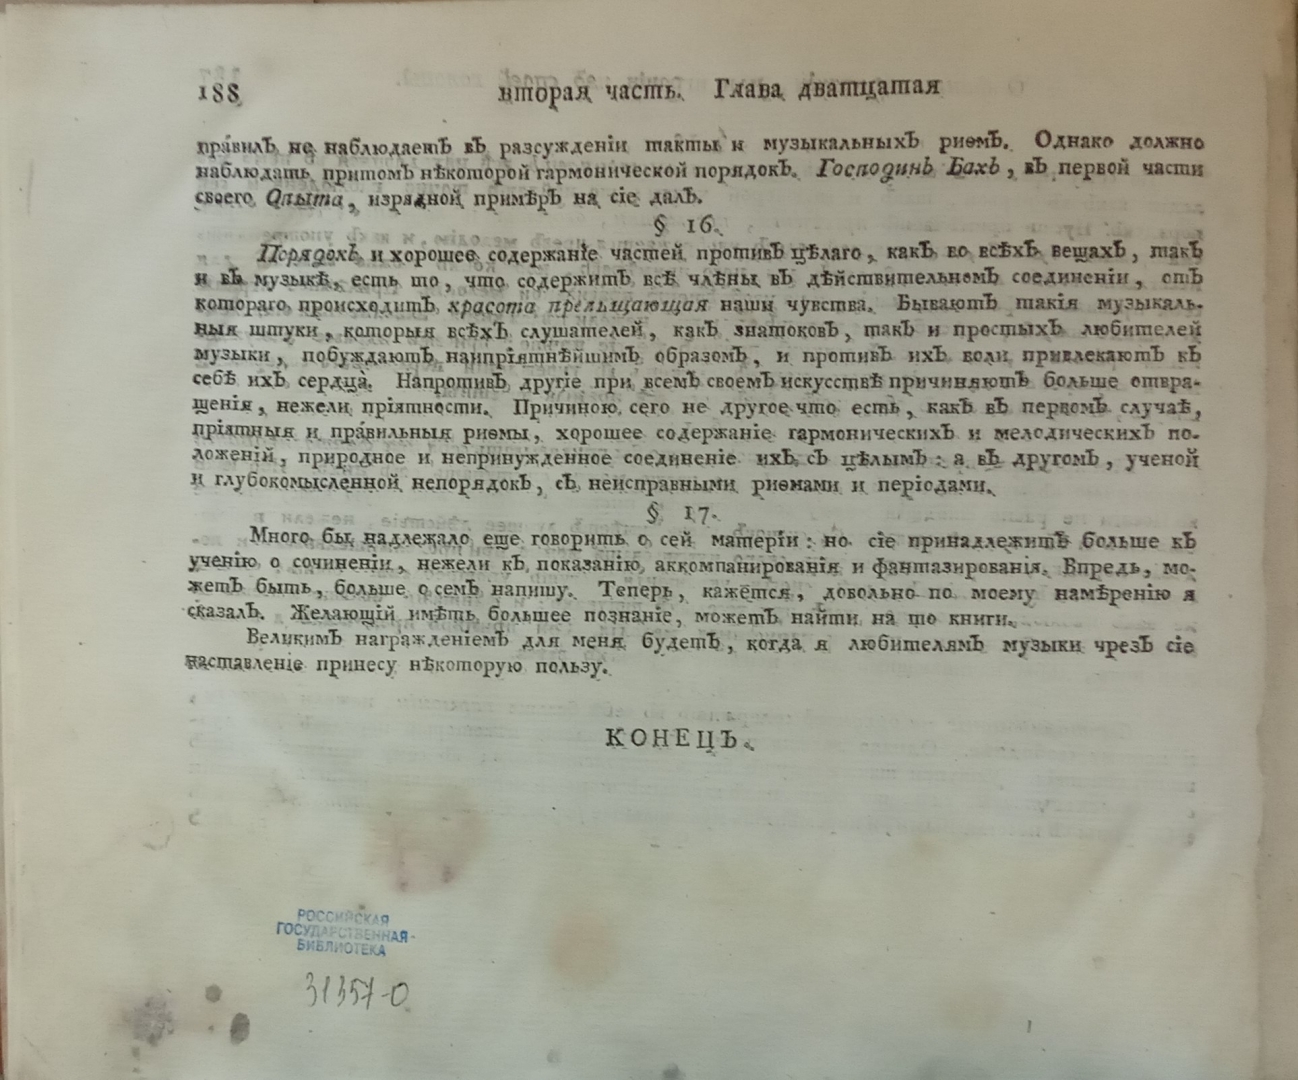 188 вторая часть. Глава дватцатая
прáвилъ не наблюдаетъ въ разсужденіи такты и музыкальныхъ риѳмъ. Однако должно
наблюдать притомъ нѣкоторой гармонической порядокъ. Господинъ Бахъ, въ первой части
своего Опыта, изрядной примѣръ на сіе далъ.
§ 16.
Порядокъ и хорошее содержаніе частей противъ цѣлаго, какъ во всѣхъ вещахъ, такъ
и въ музыкѣ, есть то, что содержитъ всѣ члены въ дѣйствительномъ соединеніи, отъ
котораго происходитъ красота прельщающая наши чувства. Бываютъ такія музыкаль-
ныя штуки, которыя всѣхъ слушателей, какъ знатоковъ, такъ и простыхъ любителей
музыки, побуждаютъ наипріятнѣйшимъ образомъ, и противъ ихъ воли привлекаютъ къ
себѣ ихъ сердца̀. Напротивъ другіе при всемъ своемъ искусствѣ причиняютъ больше отвра-
щенія, нежели пріятности. Причиною сего не другое что есть, какъ въ первомъ случаѣ,
пріятныя и прáвильныя риѳмы, хорошее содержаніе гармоническихъ и мелодическихъ по-
ложеній, природное и непринужденное соединеніе ихъ съ цѣлымъ: а въ другомъ, ученой
и глубокомысленной непорядокъ, съ неисправными риѳмами и періодами.
§ 17.
Много бы надлежало еще говорить о сей матеріи: но сіе принадлежитъ больше къ
ученію о сочиненіи, нежели къ показанію аккомпанированія и фантазированія. Впредь, мо-
жетъ быть, больше о семъ напишу. Теперь, кажется, довольно по моему намѣренію я
сказалъ. Желающій имѣть большее познаніе, можетъ найти на то книги.
Великимъ награжденіемъ для меня будетъ, когда я любителямъ музыки чрезъ сіе
наставленіе принесу нѣкоторую пользу.
КОНЕЦЪ.
РОССИЙСКАЯ
ГОСУДАРСТВЕННАЯ
БИБЛИОТЕКА
31357-0